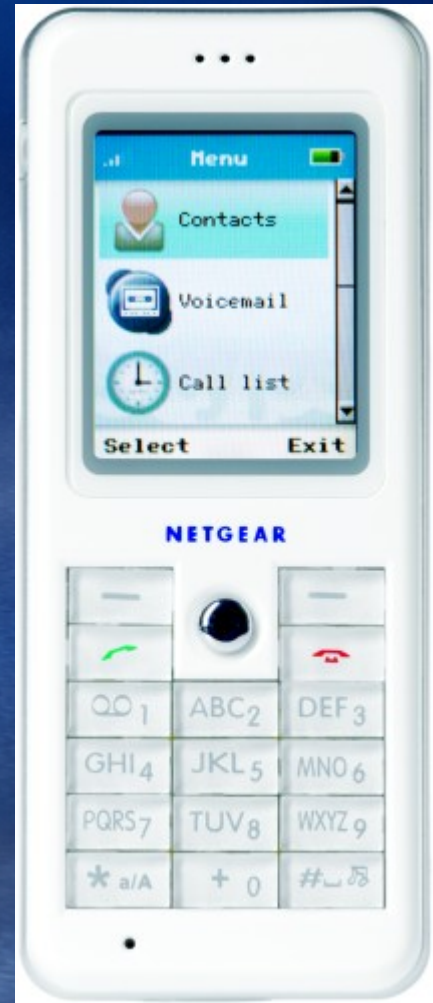 Menu
Contacts
Voicemail
Call list
Select Exit
NETGEAR
1 ABC2 DEF3
GHI4 JKL5 MNO6
PQRS7 TUV8 WXYZ9
* a/A + 0 #